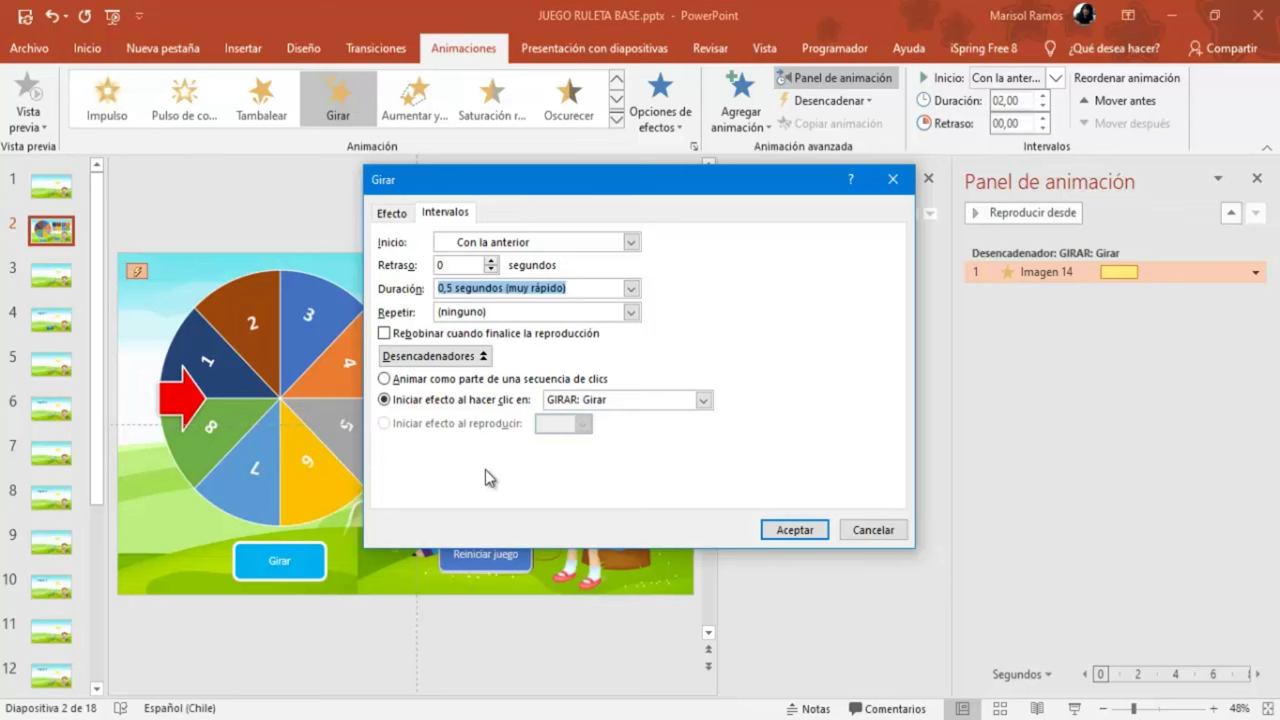 JUEGO RULETA BASE.pptx - PowerPoint
Marisol Ramos
Archivo Inicio Nueva pestaña Insertar Diseño Transiciones Animaciones Presentación con diapositivas Revisar Vista Programador Ayuda iSpring Free 8 ¿Qué desea hacer? Compartir
Vista previa
Impulso Pulso de co... Tambalear Girar Aumentar y... Saturación r... Oscurecer
Opciones de efectos
Agregar animación
Panel de animación
Desencadenar
Copiar animación
Inicio: Con la anter...
Duración: 02,00
Retraso: 00,00
Reordenar animación
Mover antes
Mover después
Vista previa Animación Animación avanzada Intervalos
1
2
3
4
5
6
7
8
9
10
11
12
1
2
3
4
5
6
7
8
Girar
Reiniciar juego
Girar ?
Efecto Intervalos
Inicio: Con la anterior
Retraso: 0 segundos
Duración: 0,5 segundos (muy rápido)
Repetir: (ninguno)
Rebobinar cuando finalice la reproducción
Desencadenadores
Animar como parte de una secuencia de clics
Iniciar efecto al hacer clic en: GIRAR: Girar
Iniciar efecto al reproducir:
Aceptar Cancelar
Panel de animación
Reproducir desde
Desencadenador: GIRAR: Girar
1 Imagen 14
Segundos 0 2 4 6
Diapositiva 2 de 18 Español (Chile) Notas Comentarios 48%